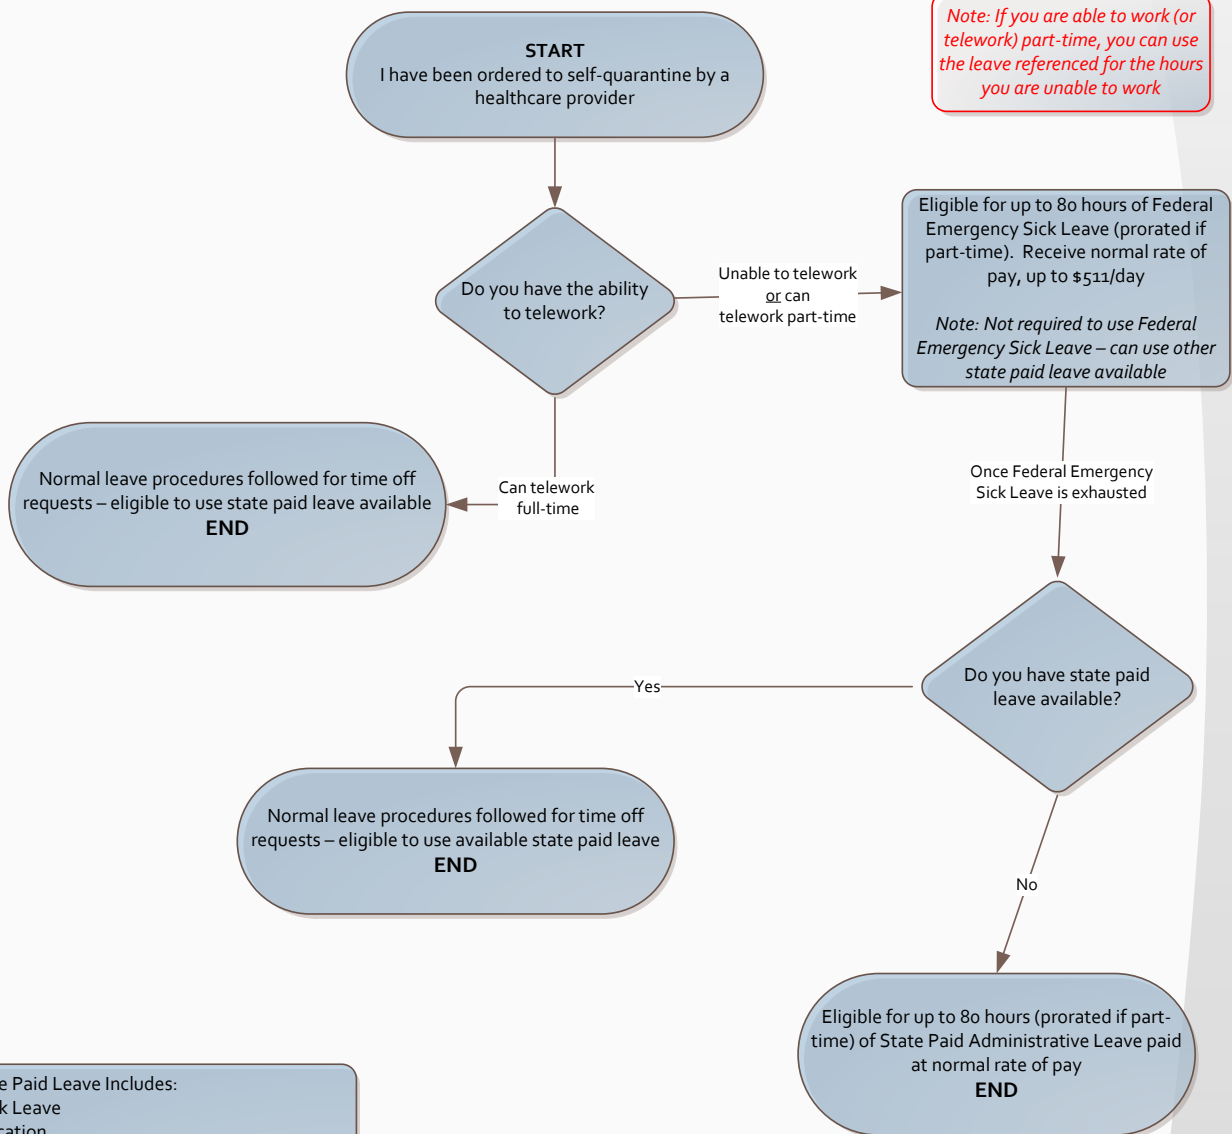 START
I have been ordered to self-quarantine by a
healthcare provider
Note: If you are able to work (or
telework) part-time, you can use
the leave referenced for the hours
you are unable to work
Do you have the ability
to telework?
Unable to telework
or can
telework part-time
Eligible for up to 80 hours of Federal
Emergency Sick Leave (prorated if
part-time). Receive normal rate of
pay, up to $511/day
Note: Not required to use Federal
Emergency Sick Leave – can use other
state paid leave available
Can telework
full-time
Normal leave procedures followed for time off
requests – eligible to use state paid leave available
END
Once Federal Emergency
Sick Leave is exhausted
Do you have state paid
leave available?
Yes
Normal leave procedures followed for time off
requests – eligible to use available state paid leave
END
No
Eligible for up to 80 hours (prorated if part-
time) of State Paid Administrative Leave paid
at normal rate of pay
END
e Paid Leave Includes:
k Leave